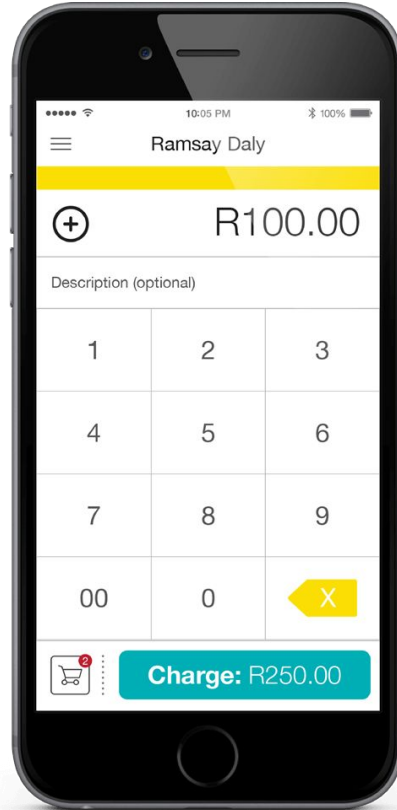 10:05 PM 100%
Ramsay Daly
R100.00
Description (optional)
1 2 3
4 5 6
7 8 9
00 0 X
2
Charge: R250.00